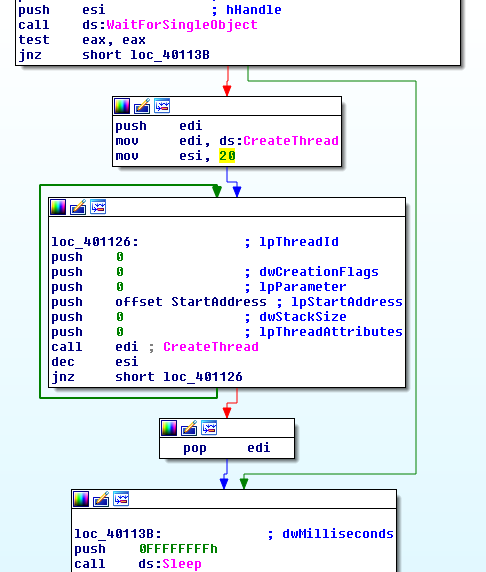 push    esi             ; hHandle
call    ds:WaitForSingleObject
test    eax, eax
jnz     short loc_40113B
push    edi
mov     edi, ds:CreateThread
mov     esi, 20
loc_401126:             ; lpThreadId
push    0
push    0               ; dwCreationFlags
push    0               ; lpParameter
push    offset StartAddress ; lpStartAddress
push    0               ; dwStackSize
push    0               ; lpThreadAttributes
call    edi ; CreateThread
dec     esi
jnz     short loc_401126
pop     edi
loc_40113B:             ; dwMilliseconds
push    0FFFFFFFFh
call    ds:Sleep